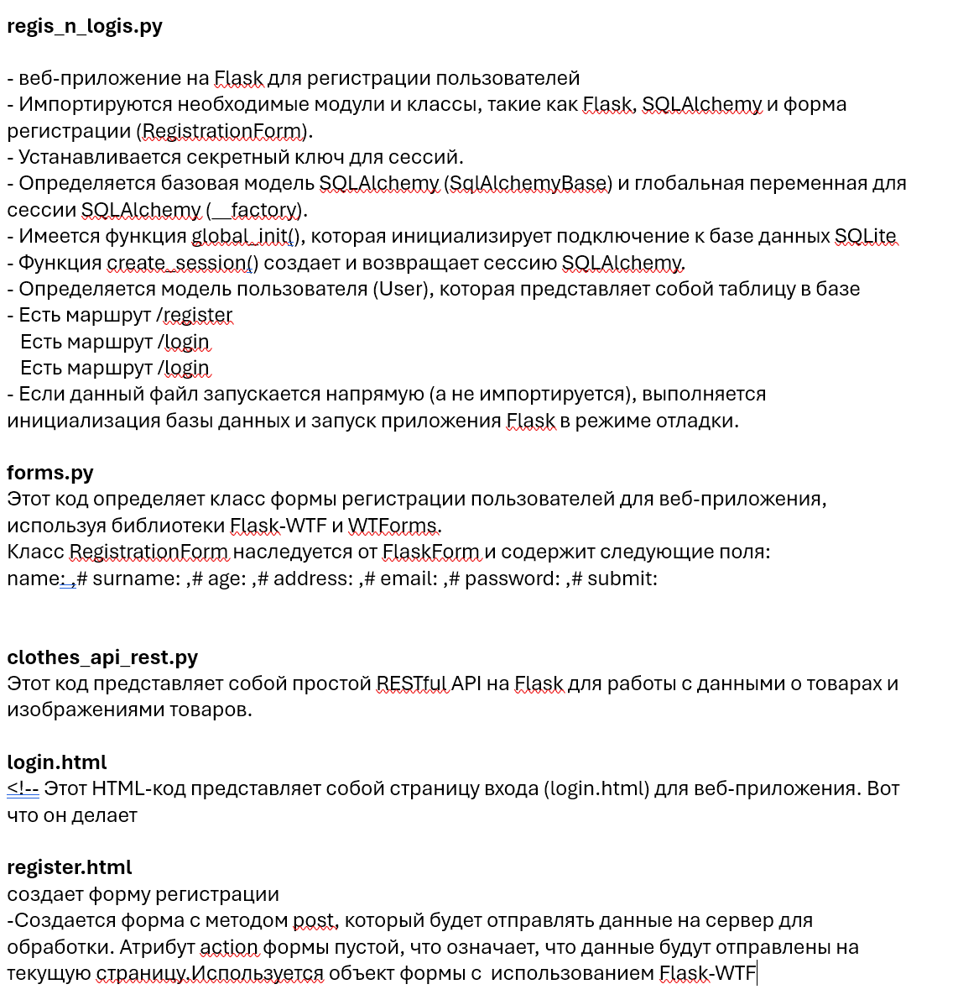 regis_n_logis.py
- веб-приложение на Flask для регистрации пользователей
- Импортируются необходимые модули и классы, такие как Flask, SQLAlchemy и форма
регистрации (RegistrationForm).
- Устанавливается секретный ключ для сессий.
- Определяется базовая модель SQLAlchemy (SqlAlchemyBase) и глобальная переменная для
сессии SQLAlchemy (__factory).
- Имеется функция global_init(), которая инициализирует подключение к базе данных SQLite
- Функция create_session() создает и возвращает сессию SQLAlchemy.
- Определяется модель пользователя (User), которая представляет собой таблицу в базе
- Есть маршрут /register
Есть маршрут /login
Есть маршрут /login
- Если данный файл запускается напрямую (а не импортируется), выполняется
инициализация базы данных и запуск приложения Flask в режиме отладки.
forms.py
Этот код определяет класс формы регистрации пользователей для веб-приложения,
используя библиотеки Flask-WTF и WTForms.
Класс RegistrationForm наследуется от FlaskForm и содержит следующие поля:
name: ,# surname: ,# age: ,# address: ,# email: ,# password: ,# submit:
clothes_api_rest.py
Этот код представляет собой простой RESTful API на Flask для работы с данными о товарах и
изображениями товаров.
login.html
<!-- Этот HTML-код представляет собой страницу входа (login.html) для веб-приложения. Вот
что он делает
register.html
создает форму регистрации
-Создается форма с методом post, который будет отправлять данные на сервер для
обработки. Атрибут action формы пустой, что означает, что данные будут отправлены на
текущую страницу.Используется объект формы с  использованием Flask-WTF